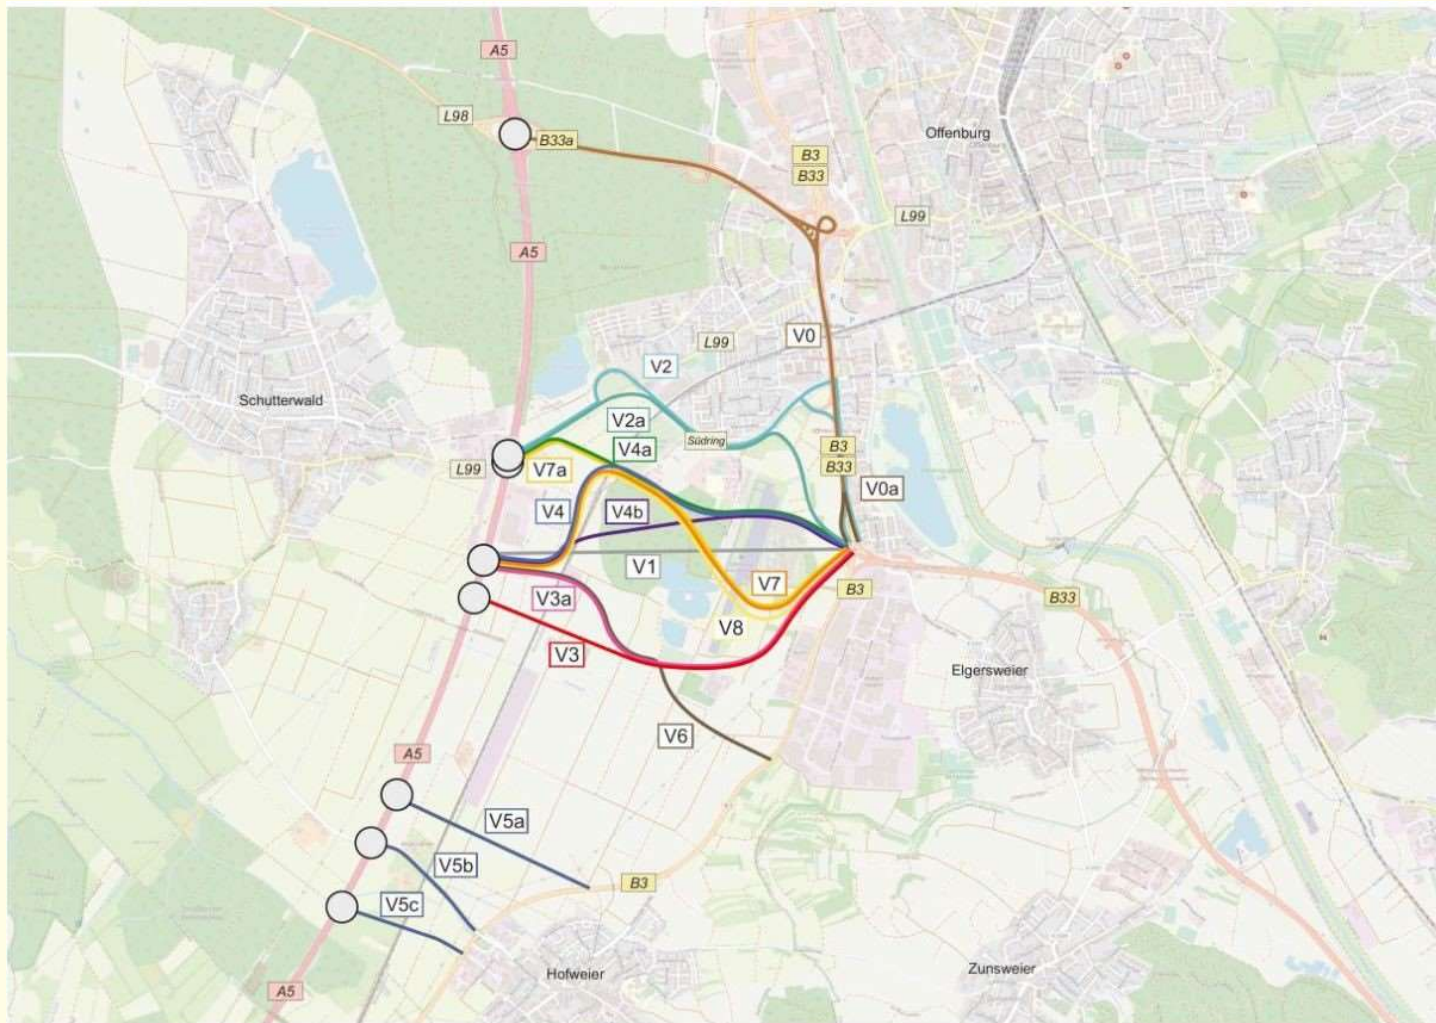 A5
L98
B33a
Offenburg
B3
B33
L99
A5
V0
L99
V2
Schutterwald
V2a
Südring
V4a
B3
L99
V7a
B33
V0a
V4
V4b
V1
V7
B3
B33
V3a
V8
V3
Elgersweier
V6
A5
V5a
V5b
B3
V5c
Hofweier
Zunsweier
A5